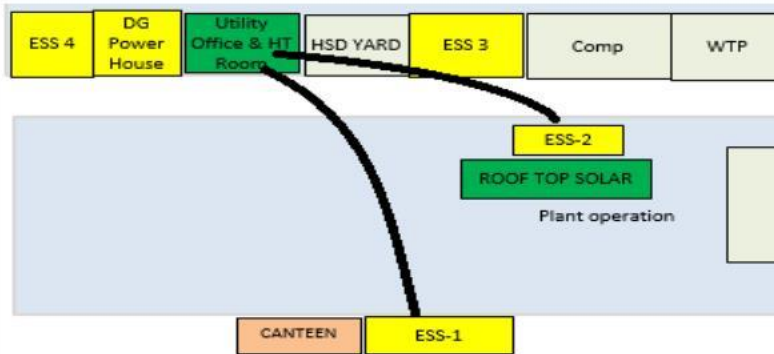 ESS 4
DG
Power
House
Utility
Office & HT
Room
HSD YARD
ESS 3
Comp
WTP
ESS-2
ROOF TOP SOLAR
Plant operation
CANTEEN
ESS-1